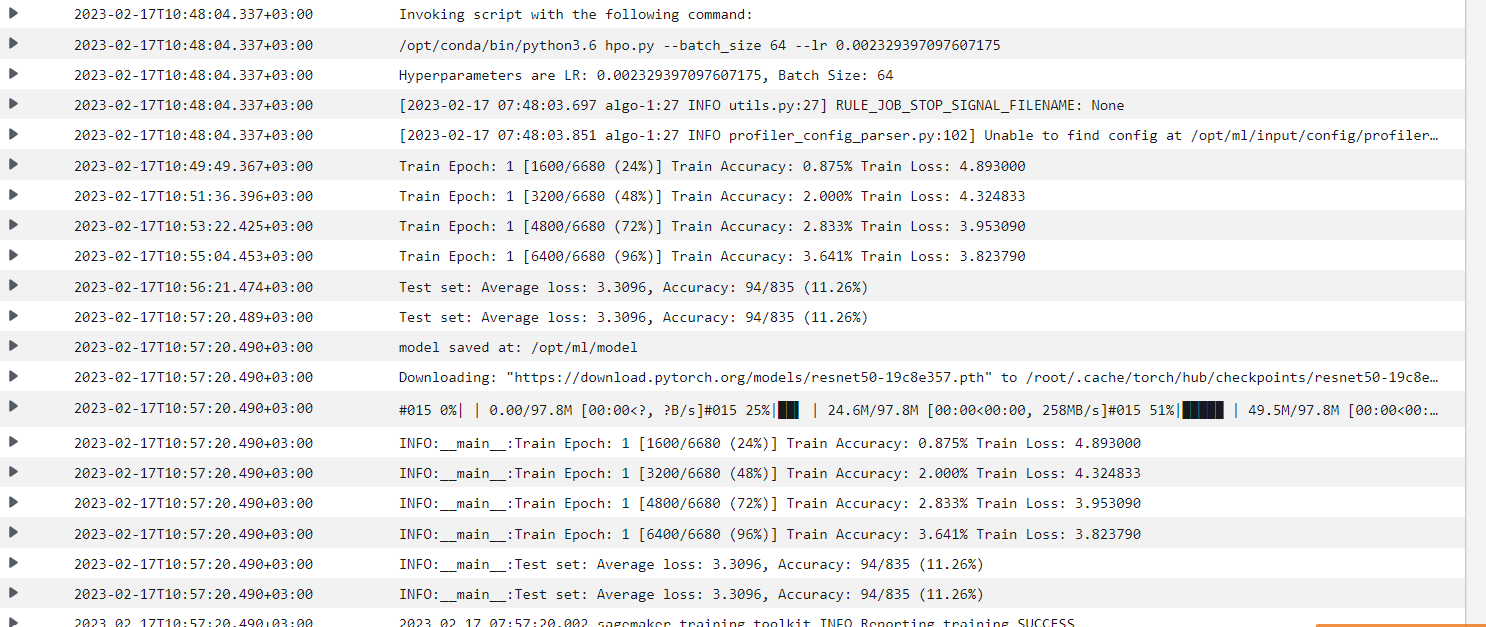 2023-02-17T10:48:04.337+03:00 Invoking script with the following command:
2023-02-17T10:48:04.337+03:00 /opt/conda/bin/python3.6 hpo.py --batch_size 64 --lr 0.002329397097607175
2023-02-17T10:48:04.337+03:00 Hyperparameters are LR: 0.002329397097607175, Batch Size: 64
2023-02-17T10:48:04.337+03:00 [2023-02-17 07:48:03.697 algo-1:27 INFO utils.py:27] RULE_JOB_STOP_SIGNAL_FILENAME: None
2023-02-17T10:48:04.337+03:00 [2023-02-17 07:48:03.851 algo-1:27 INFO profiler_config_parser.py:102] Unable to find config at /opt/ml/input/config/profiler…
2023-02-17T10:49:49.367+03:00 Train Epoch: 1 [1600/6680 (24%)] Train Accuracy: 0.875% Train Loss: 4.893000
2023-02-17T10:51:36.396+03:00 Train Epoch: 1 [3200/6680 (48%)] Train Accuracy: 2.000% Train Loss: 4.324833
2023-02-17T10:53:22.425+03:00 Train Epoch: 1 [4800/6680 (72%)] Train Accuracy: 2.833% Train Loss: 3.953090
2023-02-17T10:55:04.453+03:00 Train Epoch: 1 [6400/6680 (96%)] Train Accuracy: 3.641% Train Loss: 3.823790
2023-02-17T10:56:21.474+03:00 Test set: Average loss: 3.3096, Accuracy: 94/835 (11.26%)
2023-02-17T10:57:20.489+03:00 Test set: Average loss: 3.3096, Accuracy: 94/835 (11.26%)
2023-02-17T10:57:20.490+03:00 model saved at: /opt/ml/model
2023-02-17T10:57:20.490+03:00 Downloading: "https://download.pytorch.org/models/resnet50-19c8e357.pth" to /root/.cache/torch/hub/checkpoints/resnet50-19c8e…
2023-02-17T10:57:20.490+03:00 #015 0%| | 0.00/97.8M [00:00<?, ?B/s]#015 25%|██▌ | 24.6M/97.8M [00:00<00:00, 258MB/s]#015 51%|█████ | 49.5M/97.8M [00:00<00:…
2023-02-17T10:57:20.490+03:00 INFO:__main__:Train Epoch: 1 [1600/6680 (24%)] Train Accuracy: 0.875% Train Loss: 4.893000
2023-02-17T10:57:20.490+03:00 INFO:__main__:Train Epoch: 1 [3200/6680 (48%)] Train Accuracy: 2.000% Train Loss: 4.324833
2023-02-17T10:57:20.490+03:00 INFO:__main__:Train Epoch: 1 [4800/6680 (72%)] Train Accuracy: 2.833% Train Loss: 3.953090
2023-02-17T10:57:20.490+03:00 INFO:__main__:Train Epoch: 1 [6400/6680 (96%)] Train Accuracy: 3.641% Train Loss: 3.823790
2023-02-17T10:57:20.490+03:00 INFO:__main__:Test set: Average loss: 3.3096, Accuracy: 94/835 (11.26%)
2023-02-17T10:57:20.490+03:00 INFO:__main__:Test set: Average loss: 3.3096, Accuracy: 94/835 (11.26%)
2023-02-17T10:57:20.490+03:00 2023-02-17 07:57:20,002 sagemaker-training-toolkit INFO Reporting training SUCCESS